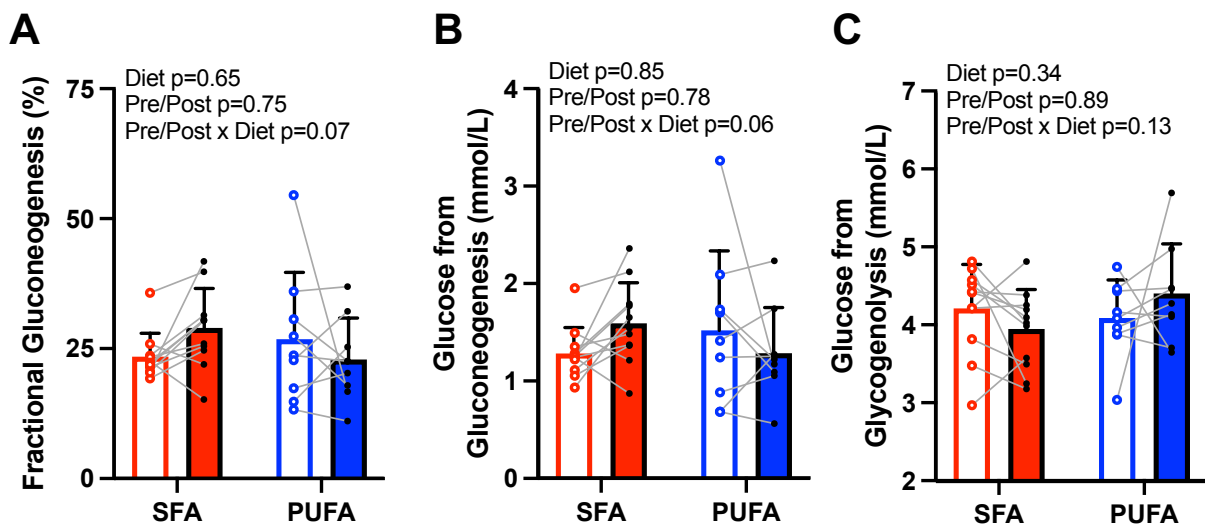 A
Diet p=0.65
Pre/Post p=0.75
Pre/Post x Diet p=0.07
Fractional Gluconeogenesis (%)
75
50
25
0
SFA
PUFA
B
Diet p=0.85
Pre/Post p=0.78
Pre/Post x Diet p=0.06
Glucose from
Gluconeogenesis (mmol/L)
4
3
2
1
0
SFA
PUFA
C
Diet p=0.34
Pre/Post p=0.89
Pre/Post x Diet p=0.13
Glucose from
Glycogenolysis (mmol/L)
7
6
5
4
3
2
SFA
PUFA